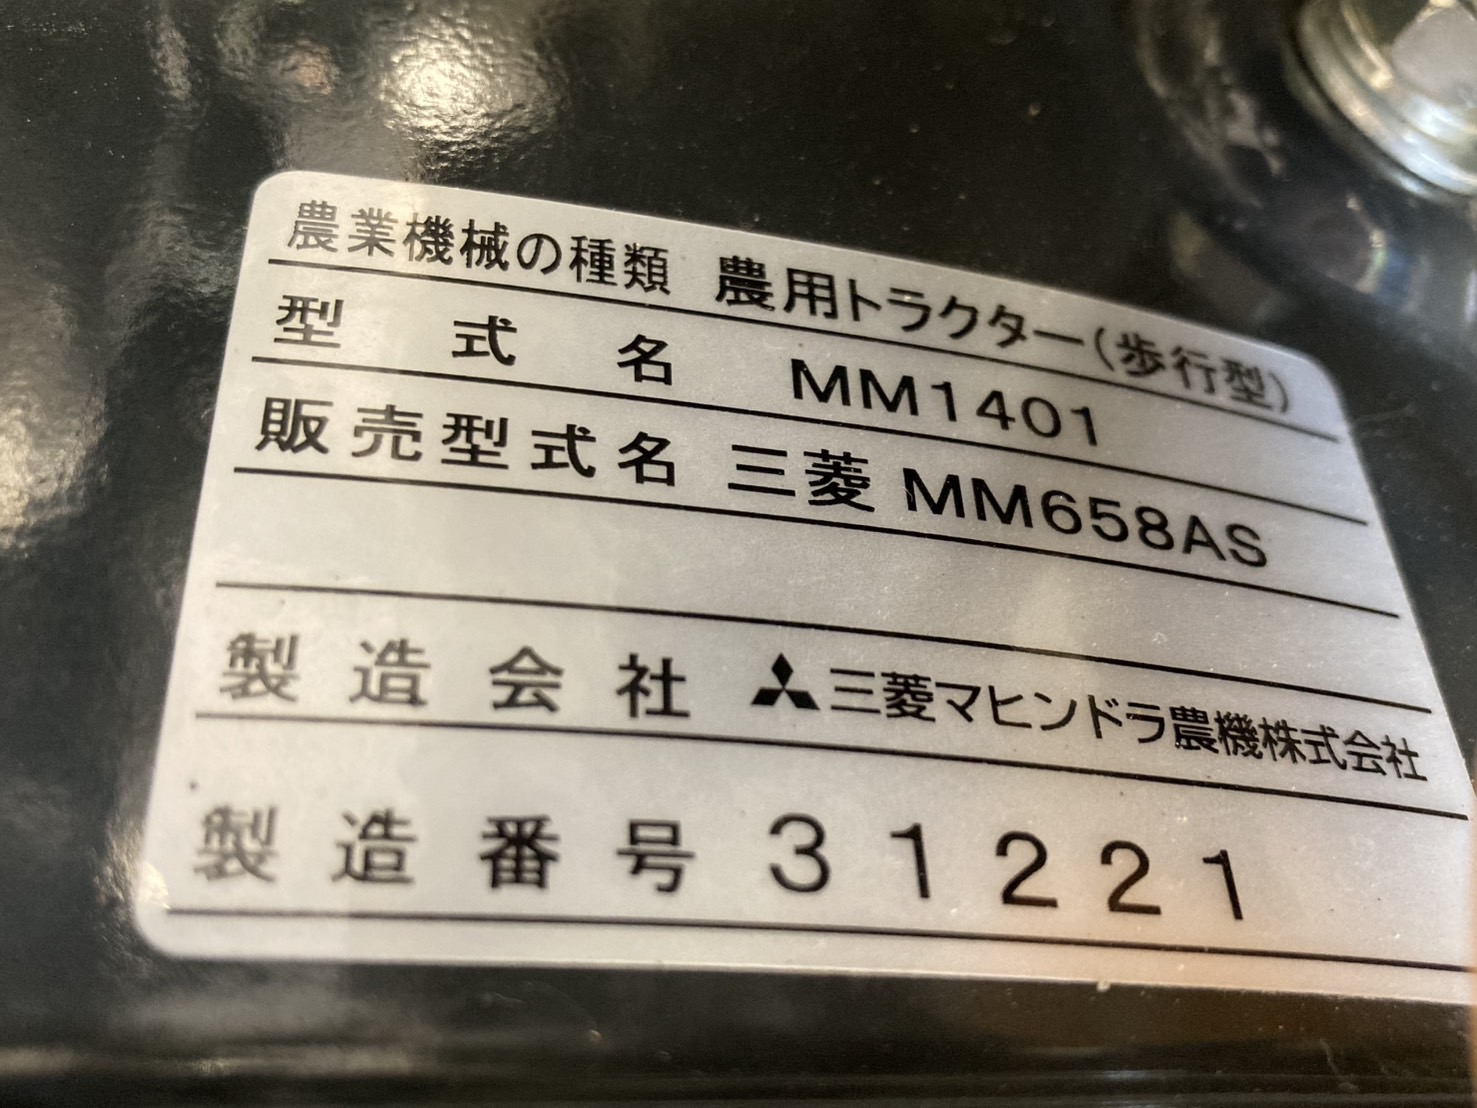 農業機械の種類 農用トラクター(歩行型)
型式名 MM1401
販売型式名 三菱 MM658AS
製造会社 三菱マヒンドラ農機株式会社
製造番号 31221